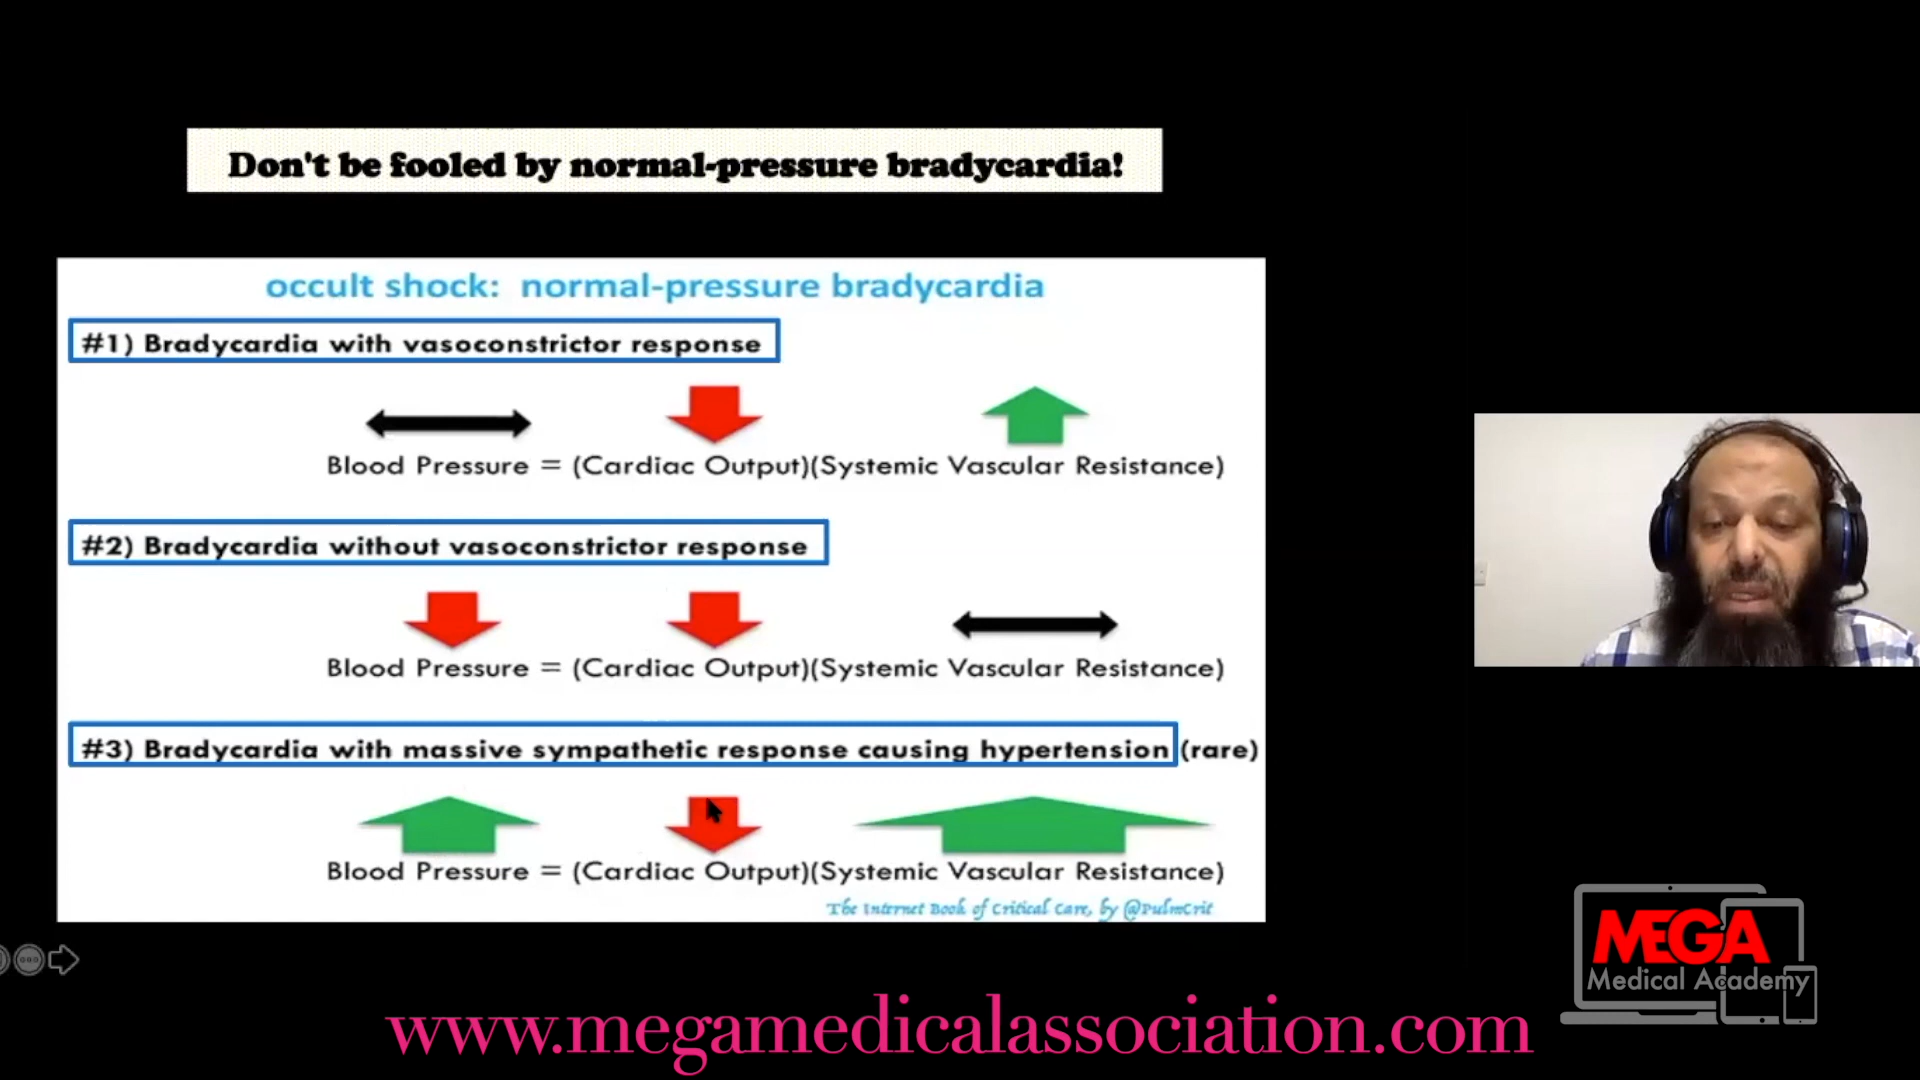 Don't be fooled by normal-pressure bradycardia!
occult shock: normal-pressure bradycardia
#1) Bradycardia with vasoconstrictor response
Blood Pressure = (Cardiac Output)(Systemic Vascular Resistance)
#2) Bradycardia without vasoconstrictor response
Blood Pressure = (Cardiac Output)(Systemic Vascular Resistance)
#3) Bradycardia with massive sympathetic response causing hypertension (rare)
Blood Pressure = (Cardiac Output)(Systemic Vascular Resistance)
The Internet Book of Critical Care, by @PulmCrit
MEGA
Medical Academy
www.megamedicalassociation.com